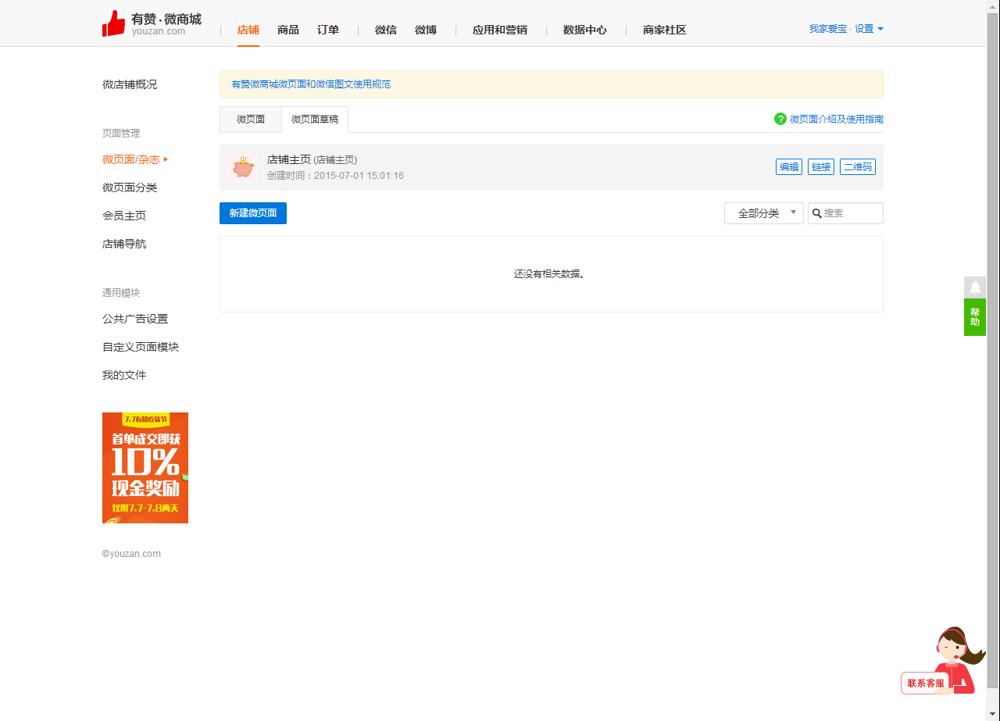 有赞·微商城
youzan.com
店铺 商品 订单 微信 微博 应用和营销 数据中心 商家社区
我家爱宝 - 设置
微店铺概况
页面管理
微页面/杂志
微页面分类
会员主页
店铺导航
通用模块
公共广告设置
自定义页面模块
我的文件
7.7有赞吃货节
首单成交即获
10%
现金奖励
仅限7.7-7.8两天
©youzan.com
有赞微商城微页面和微信图文使用规范
微页面 微页面草稿
? 微页面介绍及使用指南
店铺主页 (店铺主页)
创建时间：2015-07-01 15:01:16
编辑 链接 二维码
新建微页面
全部分类 搜索
还没有相关数据。
帮助
联系客服